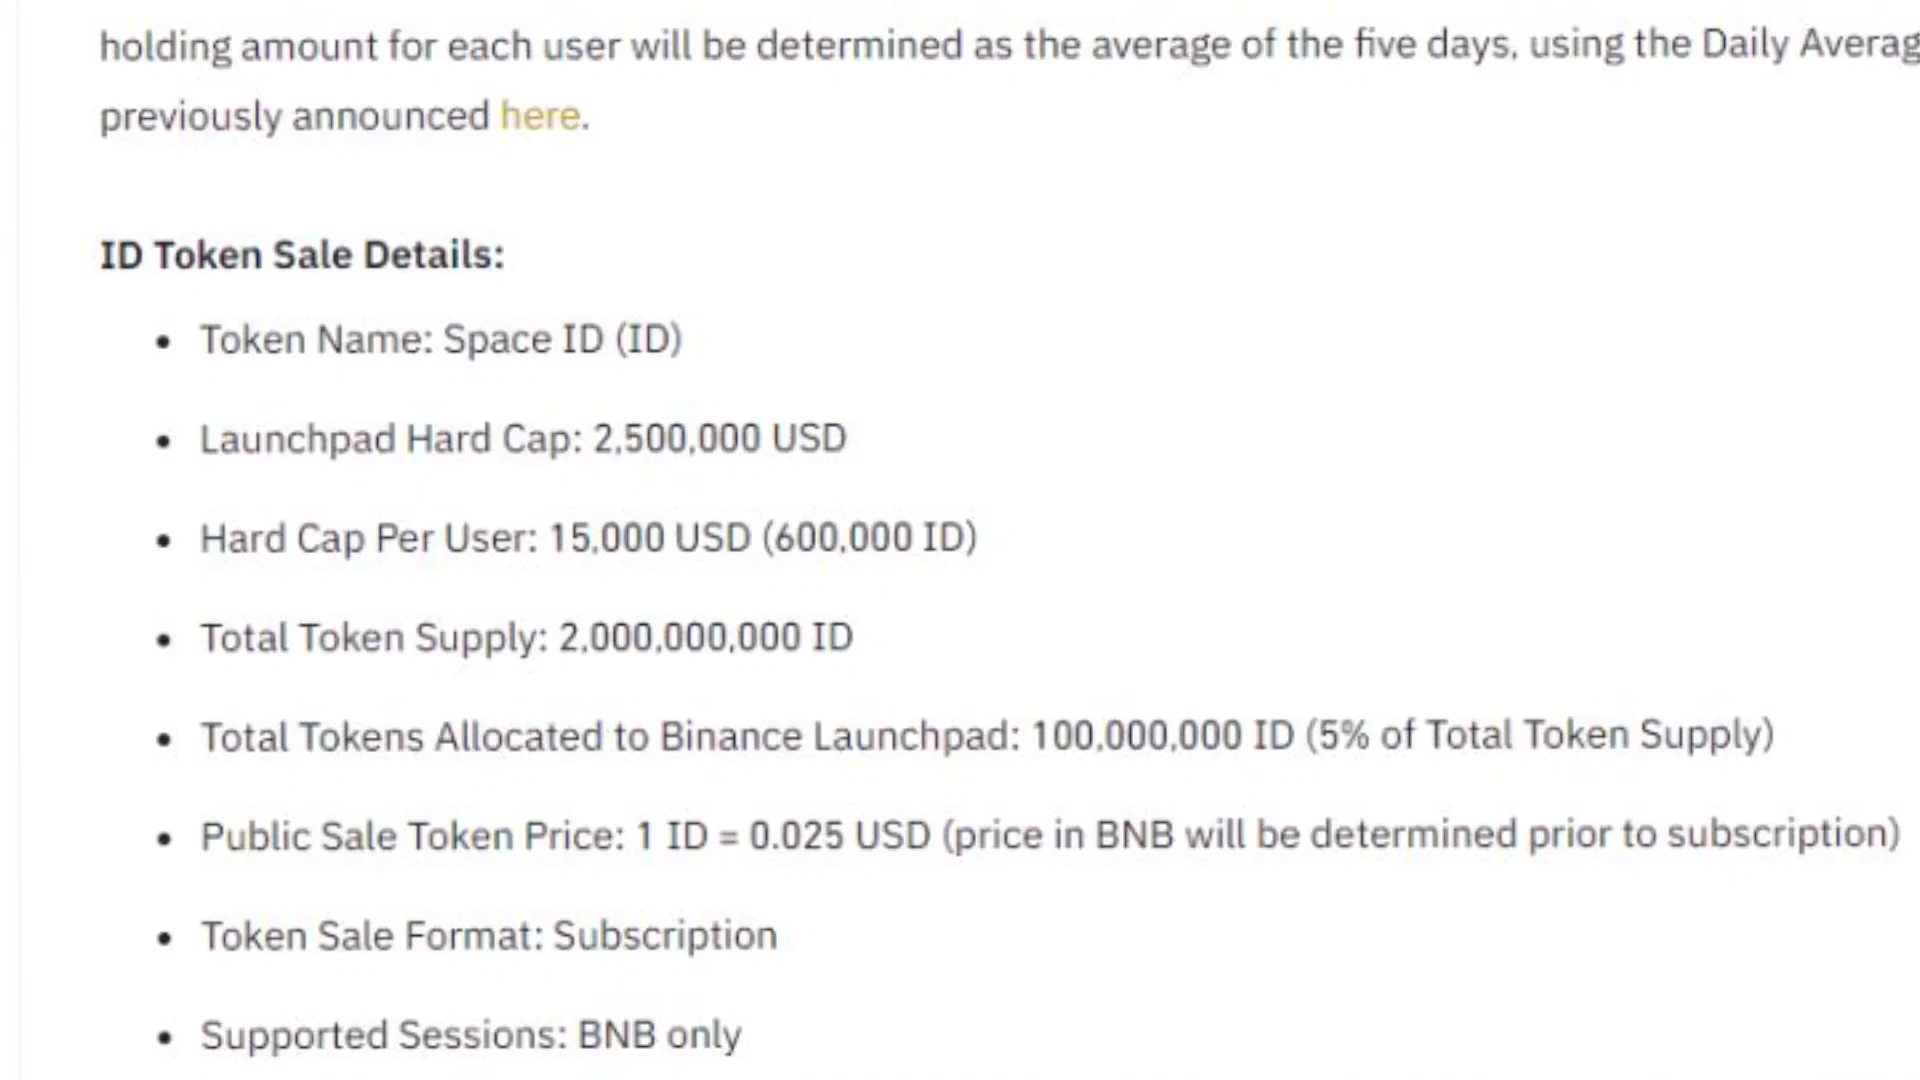 holding amount for each user will be determined as the average of the five days, using the Daily Averag
previously announced here.
ID Token Sale Details:
• Token Name: Space ID (ID)
• Launchpad Hard Cap: 2,500,000 USD
• Hard Cap Per User: 15,000 USD (600,000 ID)
• Total Token Supply: 2,000,000,000 ID
• Total Tokens Allocated to Binance Launchpad: 100,000,000 ID (5% of Total Token Supply)
• Public Sale Token Price: 1 ID = 0.025 USD (price in BNB will be determined prior to subscription)
• Token Sale Format: Subscription
• Supported Sessions: BNB only